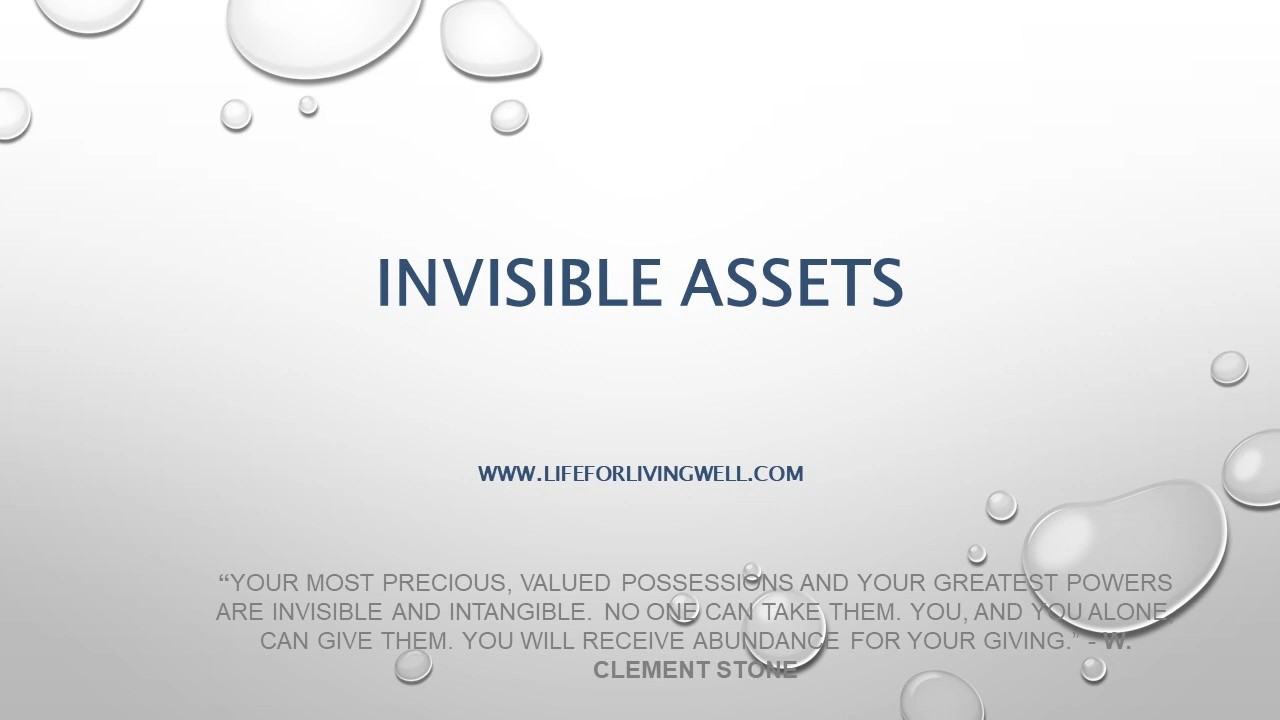 INVISIBLE ASSETS
WWW.LIFEFORLIVINGWELL.COM
“YOUR MOST PRECIOUS, VALUED POSSESSIONS AND YOUR GREATEST POWERS
ARE INVISIBLE AND INTANGIBLE. NO ONE CAN TAKE THEM. YOU, AND YOU ALONE
CAN GIVE THEM. YOU WILL RECEIVE ABUNDANCE FOR YOUR GIVING.” - W.
CLEMENT STONE